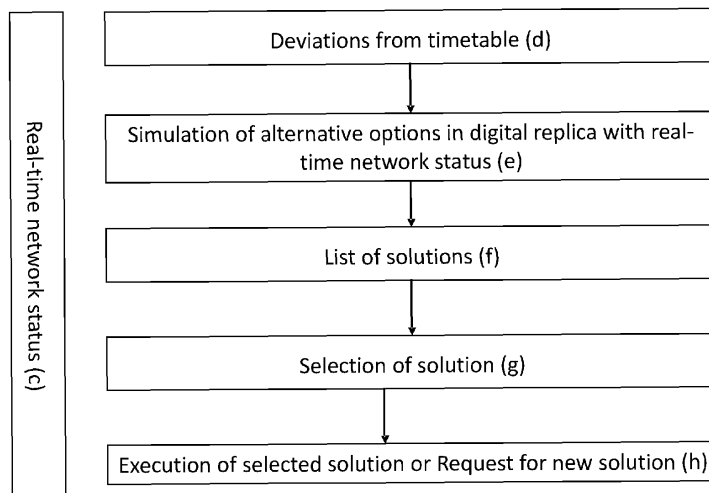 Real-time network status (c)
Deviations from timetable (d)
Simulation of alternative options in digital replica with real-
time network status (e)
List of solutions (f)
Selection of solution (g)
Execution of selected solution or Request for new solution (h)